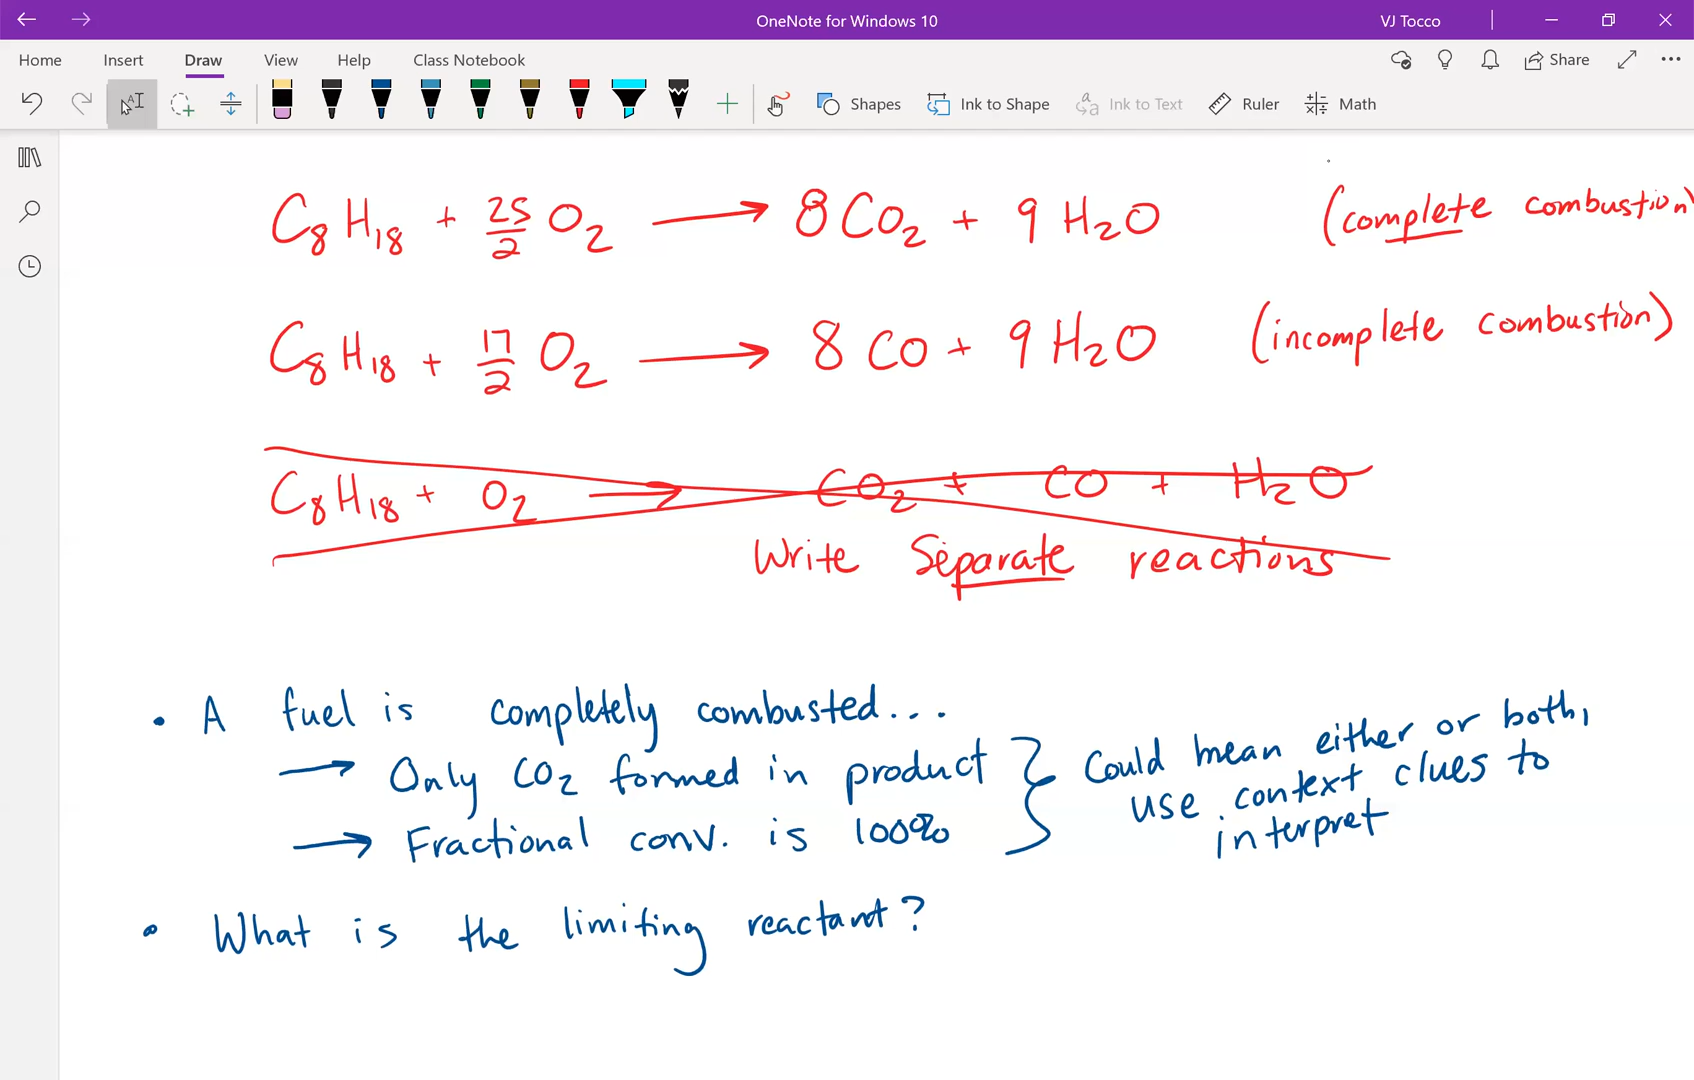 OneNote for Windows 10
VJ Tocco
Home Insert Draw View Help Class Notebook
Share
Shapes Ink to Shape Ink to Text Ruler Math
C₈H₁₈ + 25/2 O₂ → 8CO₂ + 9 H₂O (complete combustion)
C₈H₁₈ + 17/2 O₂ → 8 CO + 9 H₂O (incomplete combustion)
C₈H₁₈ + O₂ → CO₂ + CO + H₂O
Write Separate reactions
• A fuel is completely combusted...
→ Only CO₂ formed in product
→ Fractional conv. is 100%
} Could mean either or both,
use context clues to
interpret
• What is the limiting reactant?